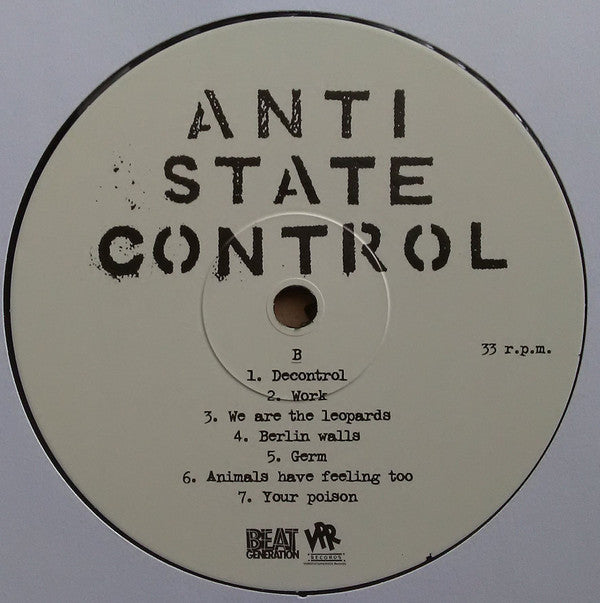 ANTI
STATE
CONTROL
33 r.p.m.
B
1. Decontrol
2. Work
3. We are the leopards
4. Berlin walls
5. Germ
6. Animals have feeling too
7. Your poison
BEAT
GENERATION
VPR
RECORDS